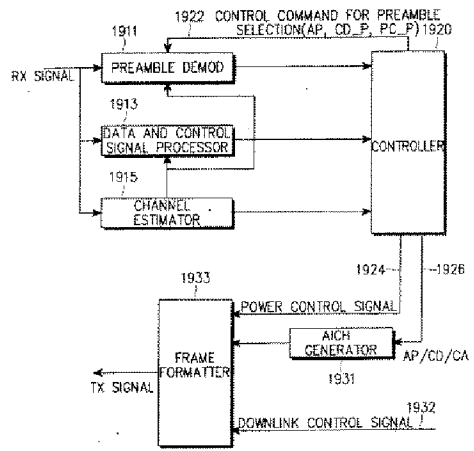 1922 CONTROL COMMAND FOR PREAMBLE
SELECTION(AP, CD_P, PC_P)
1920
1911
PREAMBLE DEMOD
RX SIGNAL
1913
DATA AND CONTROL
SIGNAL PROCESSOR
CONTROLLER
1915
CHANNEL
ESTIMATOR
1933
1924
1926
POWER CONTROL SIGNAL
FRAME
FORMATTER
AICH
GENERATOR
AP/CD/CA
1931
TX SIGNAL
1932
DOWNLINK CONTROL SIGNAL